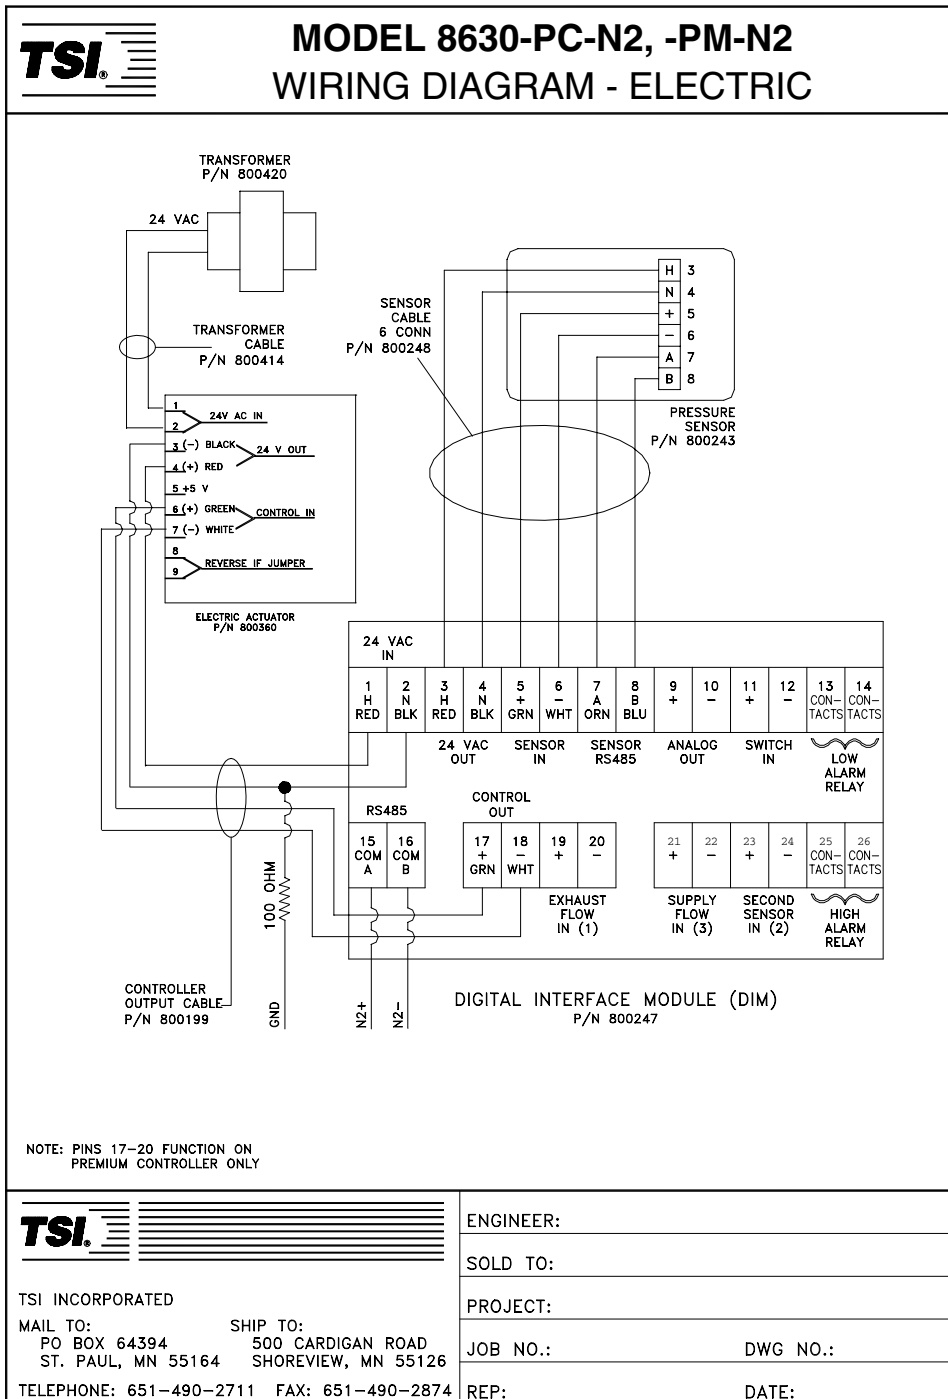 TSI®
MODEL 8630-PC-N2, -PM-N2
WIRING DIAGRAM - ELECTRIC
TRANSFORMER
P/N 800420
24 VAC
TRANSFORMER
CABLE
P/N 800414
SENSOR
CABLE
6 CONN
P/N 800248
H 3
N 4
+ 5
− 6
A 7
B 8
PRESSURE
SENSOR
P/N 800243
1
2
24V AC IN
3 (−) BLACK
4 (+) RED
24 V OUT
5 +5 V
6 (+) GREEN
7 (−) WHITE
CONTROL IN
8
9
REVERSE IF JUMPER
ELECTRIC ACTUATOR
P/N 800360
24 VAC
IN
1 2 3 4 5 6 7 8 9 10 11 12 13 14
H N H N + − A B + − + − CON− CON−
RED BLK RED BLK GRN WHT ORN BLU TACTS TACTS
24 VAC
OUT
SENSOR
IN
SENSOR
RS485
ANALOG
OUT
SWITCH
IN
LOW
ALARM
RELAY
RS485
CONTROL
OUT
15 16 17 18 19 20 21 22 23 24 25 26
COM COM + − + − + − + − CON− CON−
A B GRN WHT TACTS TACTS
EXHAUST
FLOW
IN (1)
SUPPLY
FLOW
IN (3)
SECOND
SENSOR
IN (2)
HIGH
ALARM
RELAY
100 OHM
GND
N2+
N2−
CONTROLLER
OUTPUT CABLE
P/N 800199
DIGITAL INTERFACE MODULE (DIM)
P/N 800247
NOTE: PINS 17−20 FUNCTION ON
PREMIUM CONTROLLER ONLY
TSI®
TSI INCORPORATED
MAIL TO:
PO BOX 64394
ST. PAUL, MN 55164
SHIP TO:
500 CARDIGAN ROAD
SHOREVIEW, MN 55126
TELEPHONE: 651-490-2711 FAX: 651-490-2874
ENGINEER:
SOLD TO:
PROJECT:
JOB NO.: DWG NO.:
REP: DATE: